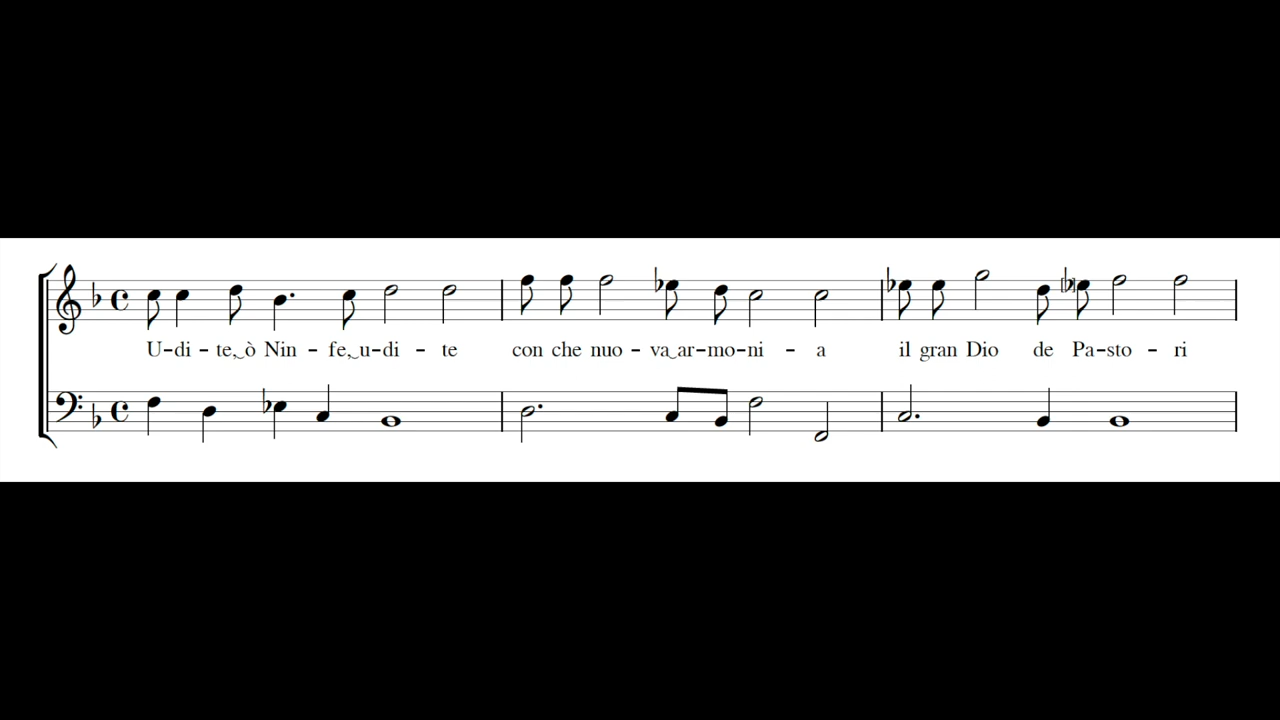 U-di-te,‿ò Nin-fe,‿u-di-te con che nuo-va‿ar-mo-ni-a il gran Dio de Pa-sto-ri